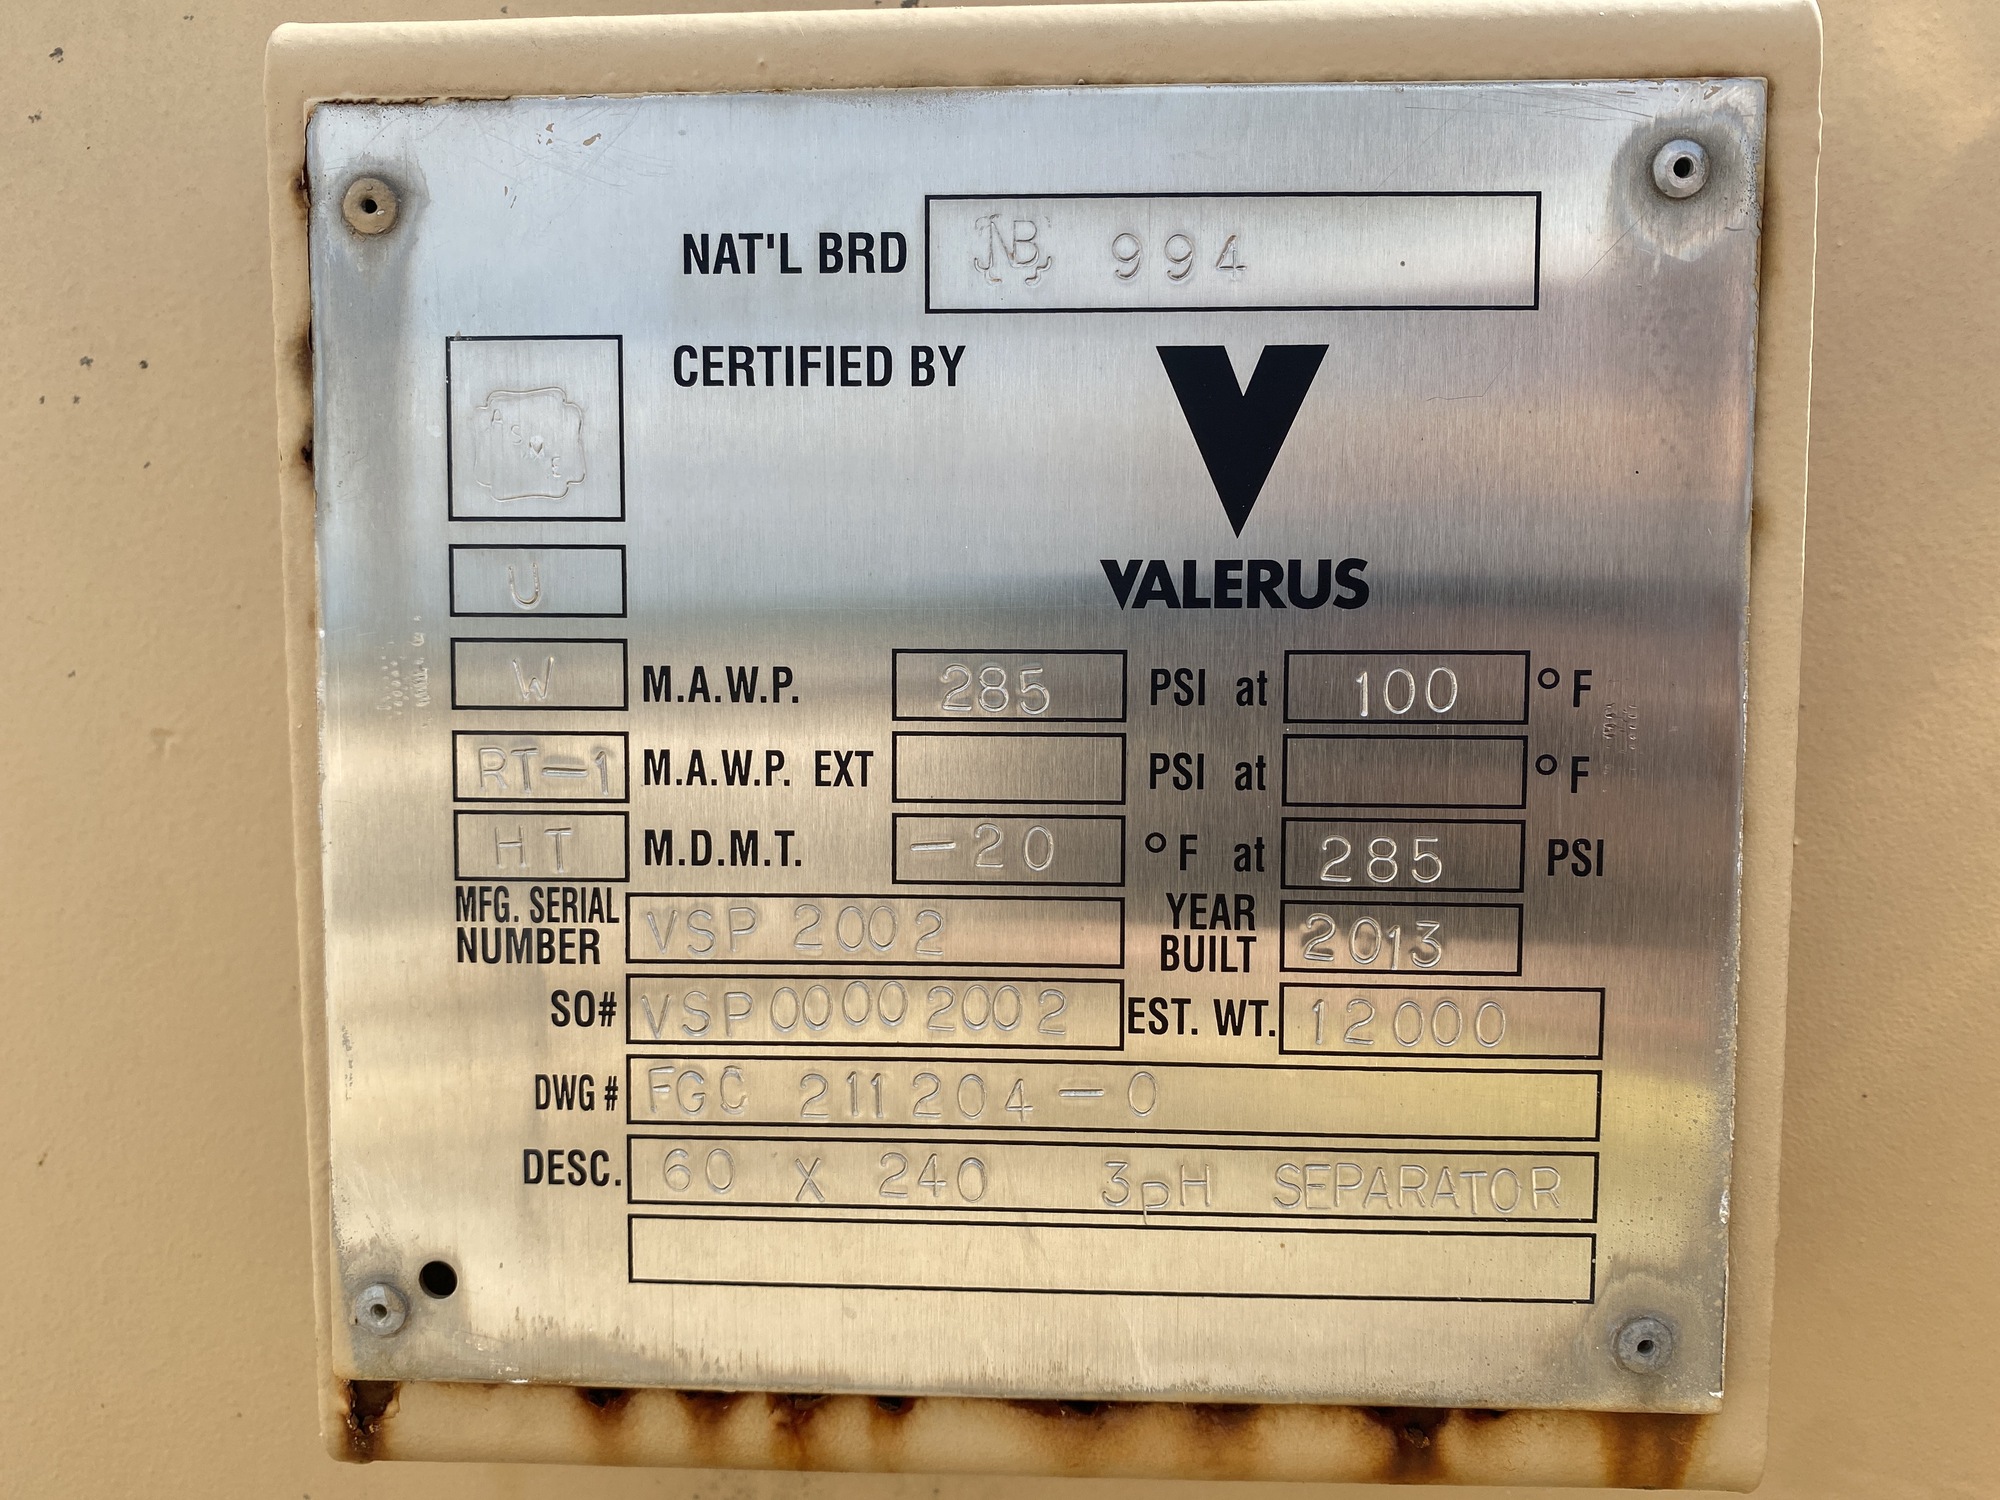 NAT'L BRD NB 994
CERTIFIED BY
ASME
V
VALERUS
U
W M.A.W.P. 285 PSI at 100 °F
RT-1 M.A.W.P. EXT PSI at °F
HT M.D.M.T. -20 °F at 285 PSI
MFG. SERIAL NUMBER VSP 2002 YEAR BUILT 2013
SO# VSP00002002 EST. WT. 12000
DWG # FGC 211204-0
DESC. 60 X 240 3pH SEPARATOR